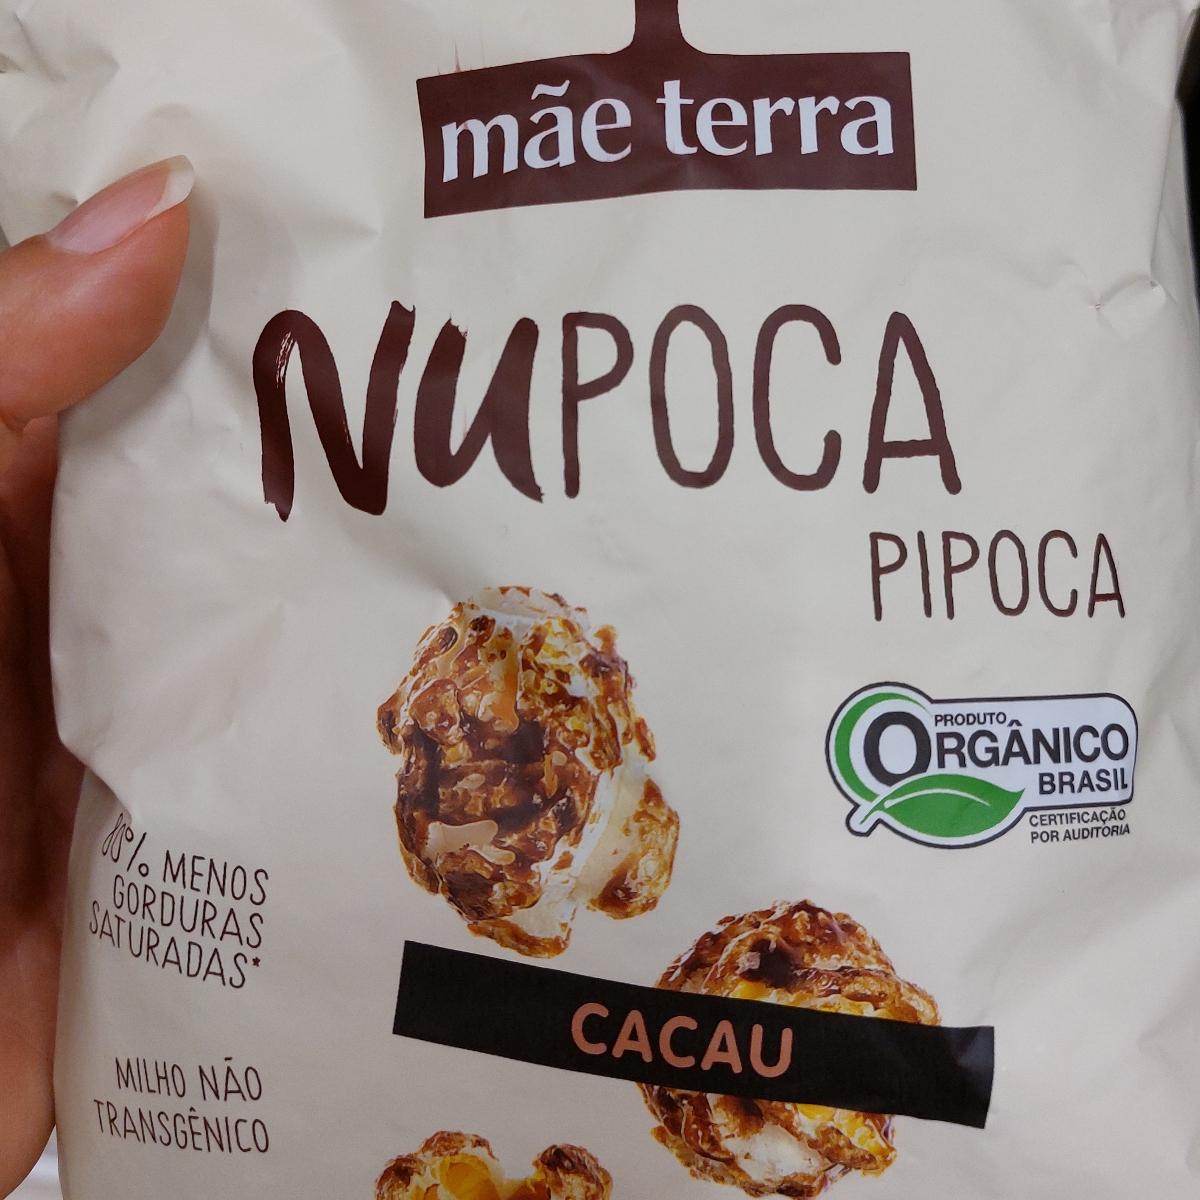 mãe terra
NUPOCA
PIPOCA
PRODUTO
ORGÂNICO
BRASIL
CERTIFICAÇÃO
POR AUDITORIA
% MENOS
GORDURAS
SATURADAS*
CACAU
MILHO NÃO
TRANSGÊNICO